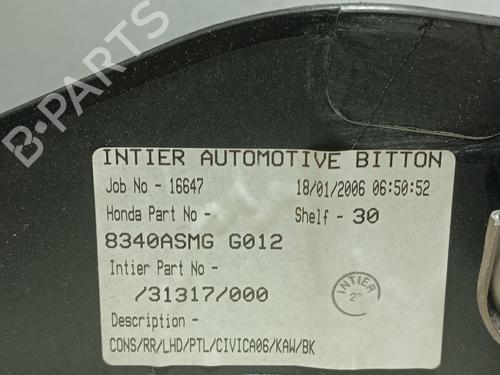 B-PARTS
INTIER AUTOMOTIVE BITTON
Job No - 16647 18/01/2006 06:50:52
Honda Part No - Shelf - 30
8340ASMG G012
Intier Part No -
/31317/000
INTIER
2
Description -
CONS/RR/LHD/PTL/CIVICA06/KAW/BK